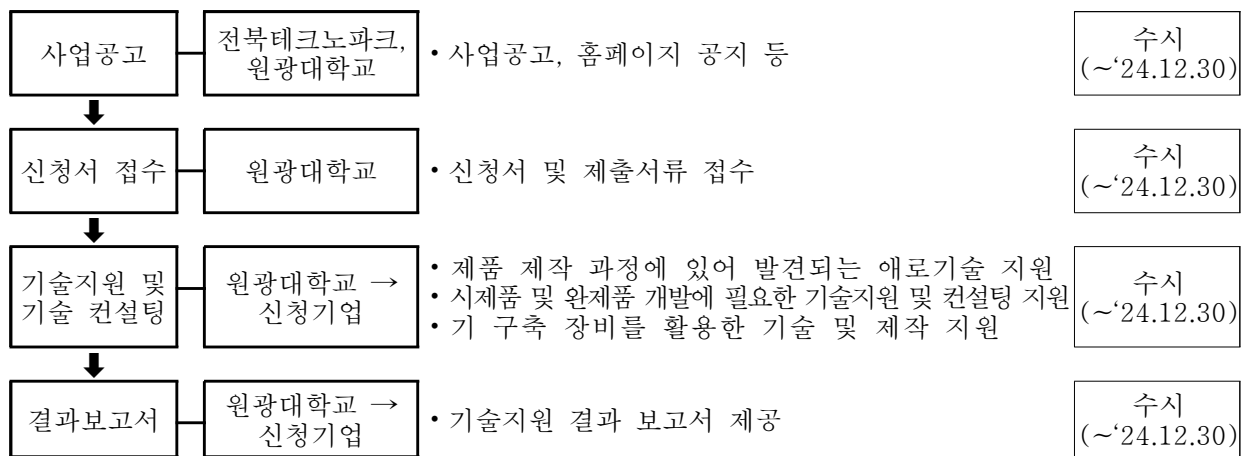 사업공고
전북테크노파크,
원광대학교
• 사업공고, 홈페이지 공지 등
수시
(~‘24.12.30)
신청서 접수
원광대학교
• 신청서 및 제출서류 접수
수시
(~‘24.12.30)
기술지원 및
기술 컨설팅
원광대학교 →
신청기업
• 제품 제작 과정에 있어 발견되는 애로기술 지원
• 시제품 및 완제품 개발에 필요한 기술지원 및 컨설팅 지원
• 기 구축 장비를 활용한 기술 및 제작 지원
수시
(~‘24.12.30)
결과보고서
원광대학교 →
신청기업
• 기술지원 결과 보고서 제공
수시
(~‘24.12.30)